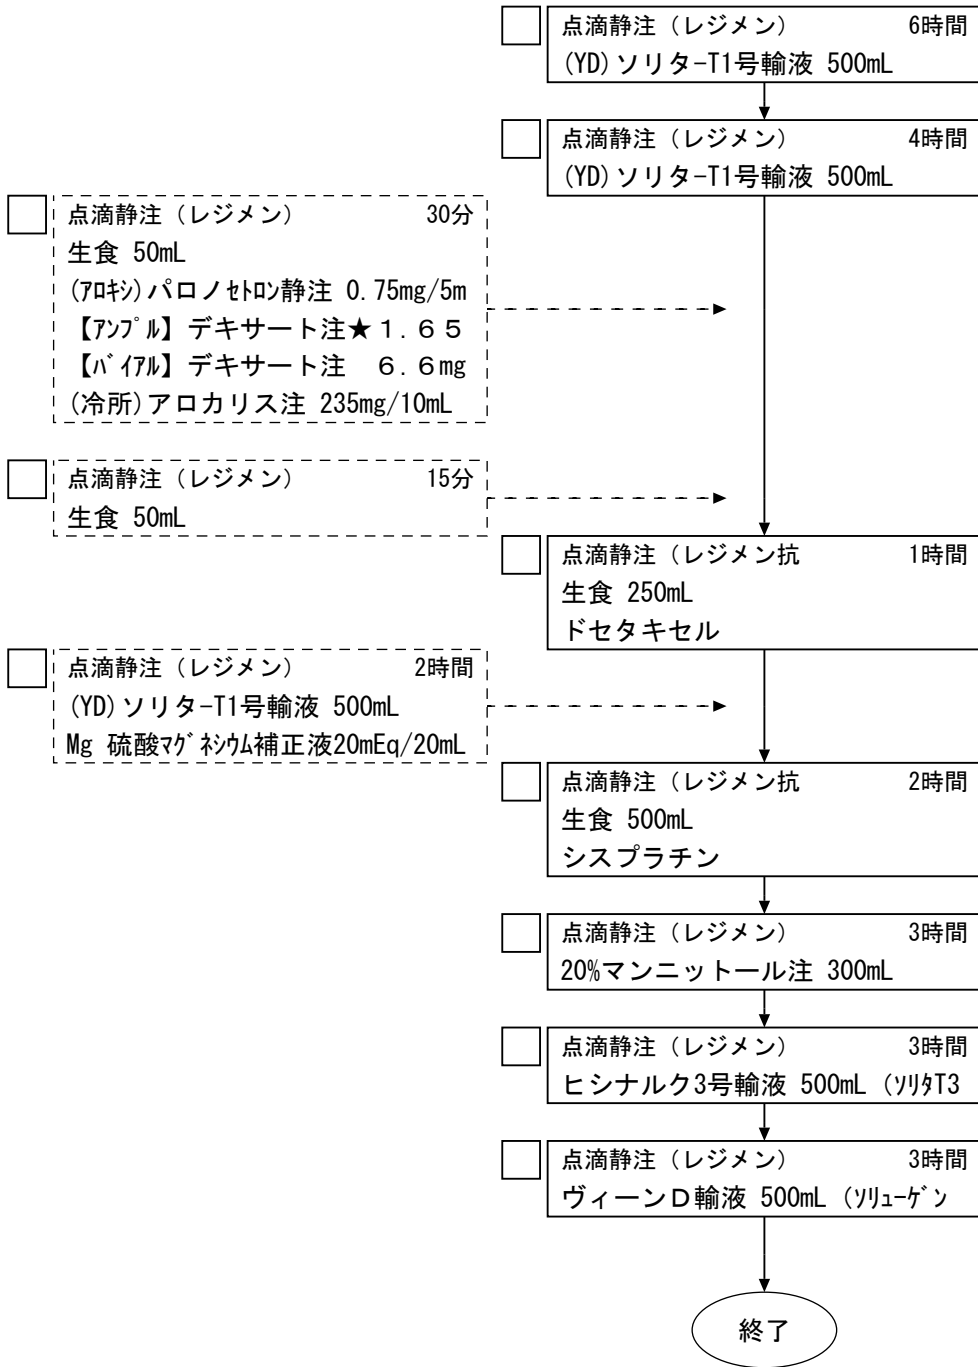 点滴静注（レジメン） 6時間
(YD)ソリタ-T1号輸液 500mL
点滴静注（レジメン） 4時間
(YD)ソリタ-T1号輸液 500mL
点滴静注（レジメン） 30分
生食 50mL
(ｱﾛｷｼ)パロノｾﾄﾛﾝ静注 0.75mg/5m
【ｱﾝﾌﾟﾙ】デキサート注★１.６５
【ﾊﾞｲｱﾙ】デキサート注　６.６mg
(冷所)アロカリス注 235mg/10mL
点滴静注（レジメン） 15分
生食 50mL
点滴静注（レジメン抗 1時間
生食 250mL
ドセタキセル
点滴静注（レジメン） 2時間
(YD)ソリタ-T1号輸液 500mL
Mg 硫酸ﾏｸﾞﾈｼｳﾑ補正液20mEq/20mL
点滴静注（レジメン抗 2時間
生食 500mL
シスプラチン
点滴静注（レジメン） 3時間
20%マンニットール注 300mL
点滴静注（レジメン） 3時間
ヒシナルク3号輸液 500mL (ｿﾘﾀT3
点滴静注（レジメン） 3時間
ヴィーンＤ輸液 500mL (ｿﾘｭｰｹﾞﾝ
終了